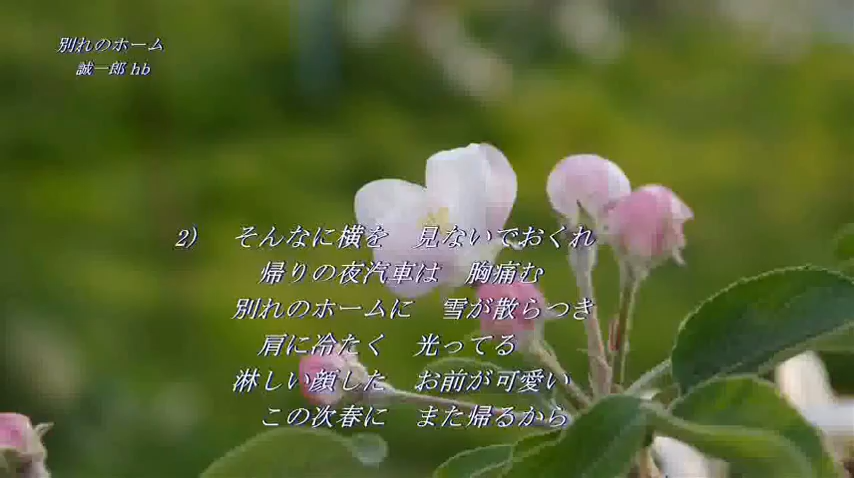 別れのホーム
誠一郎 hb
2) そんなに横を 見ないでおくれ
帰りの夜汽車は 胸痛む
別れのホームに 雪が散らつき
肩に冷たく 光ってる
淋しい顔した お前が可愛い
この次春に また帰るから